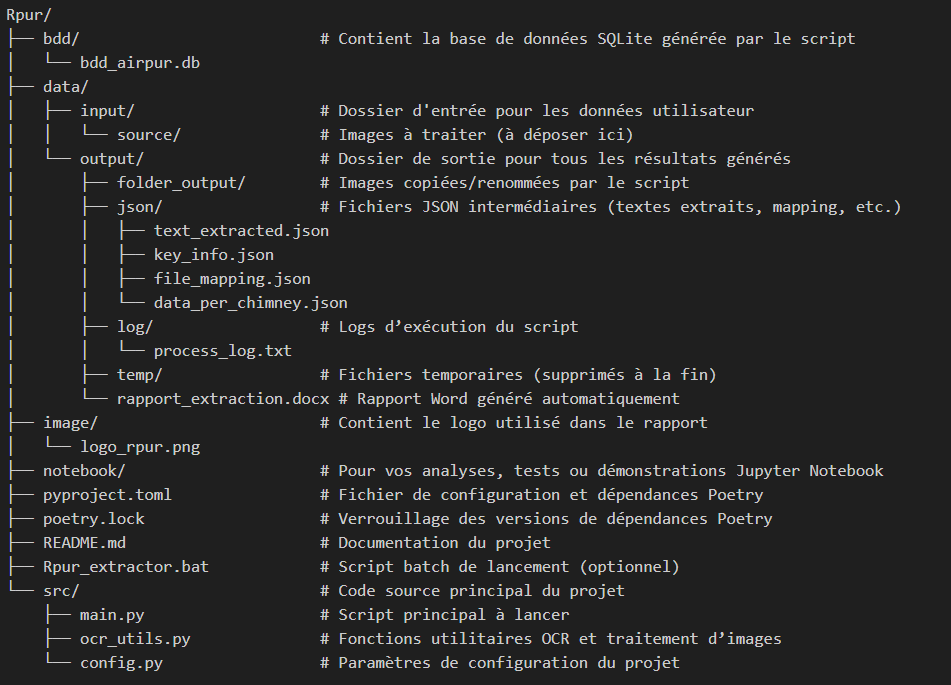 Rpur/
├── bdd/                          # Contient la base de données SQLite générée par le script
│   └── bdd_airpur.db
├── data/
│   ├── input/                    # Dossier d'entrée pour les données utilisateur
│   │   └── source/               # Images à traiter (à déposer ici)
│   └── output/                   # Dossier de sortie pour tous les résultats générés
│       ├── folder_output/        # Images copiées/renommées par le script
│       ├── json/                 # Fichiers JSON intermédiaires (textes extraits, mapping, etc.)
│       │   ├── text_extracted.json
│       │   ├── key_info.json
│       │   ├── file_mapping.json
│       │   └── data_per_chimney.json
│       ├── log/                  # Logs d’exécution du script
│       │   └── process_log.txt
│       ├── temp/                 # Fichiers temporaires (supprimés à la fin)
│       └── rapport_extraction.docx # Rapport Word généré automatiquement
├── image/                        # Contient le logo utilisé dans le rapport
│   └── logo_rpur.png
├── notebook/                     # Pour vos analyses, tests ou démonstrations Jupyter Notebook
├── pyproject.toml                # Fichier de configuration et dépendances Poetry
├── poetry.lock                   # Verrouillage des versions de dépendances Poetry
├── README.md                     # Documentation du projet
├── Rpur_extractor.bat            # Script batch de lancement (optionnel)
└── src/                          # Code source principal du projet
    ├── main.py                   # Script principal à lancer
    ├── ocr_utils.py              # Fonctions utilitaires OCR et traitement d’images
    └── config.py                 # Paramètres de configuration du projet